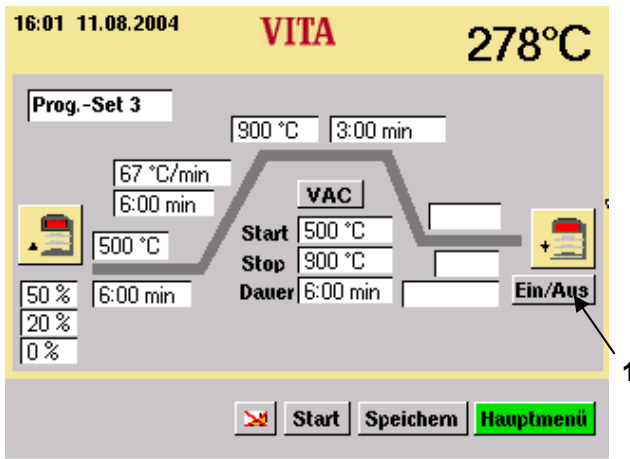 16:01 11.08.2004 VITA 278°C
Prog.-Set 3
900 °C 3:00 min
67 °C/min
6:00 min
VAC
500 °C
Start 500 °C
Stop 900 °C
50 % 6:00 min Dauer 6:00 min Ein/Aus
20 %
0 %
1
Start Speichern Hauptmenü